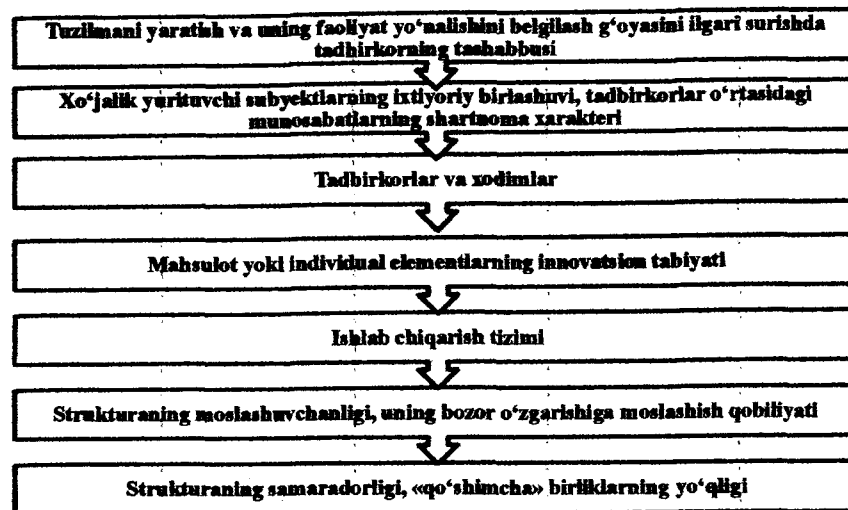 Tuzilmani yaratish va uning faoliyat yo‘nalishini belgilash g‘oyasini ilgari surishda
tadbirkorning tashabbusi
Xo‘jalik yurituvchi subyektlarning ixtiyoriy birlashuvi, tadbirkorlar o‘rtasidagi
munosabatlarning shartnoma xarakteri
Tadbirkorlar va xodimlar
Mahsulot yoki individual elementlarning innovatsion tabiyati
Ishlab chiqarish tizimi
Strukturaning moslashuvchanligi, uning bozor o‘zgarishiga moslashish qobiliyati
Strukturaning samaradorligi, «qo‘shimcha» birliklarning yo‘qligi